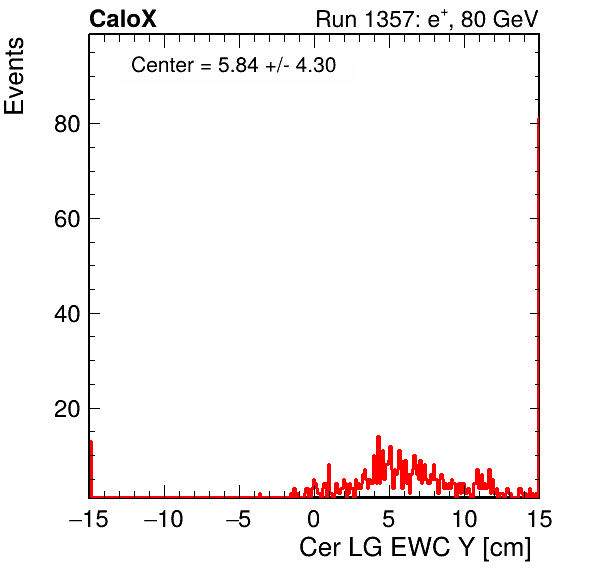 CaloX Run 1357: e⁺, 80 GeV
Center = 5.84 +/- 4.30
Events
80
60
40
20
−15 −10 −5 0 5 10 15
Cer LG EWC Y [cm]